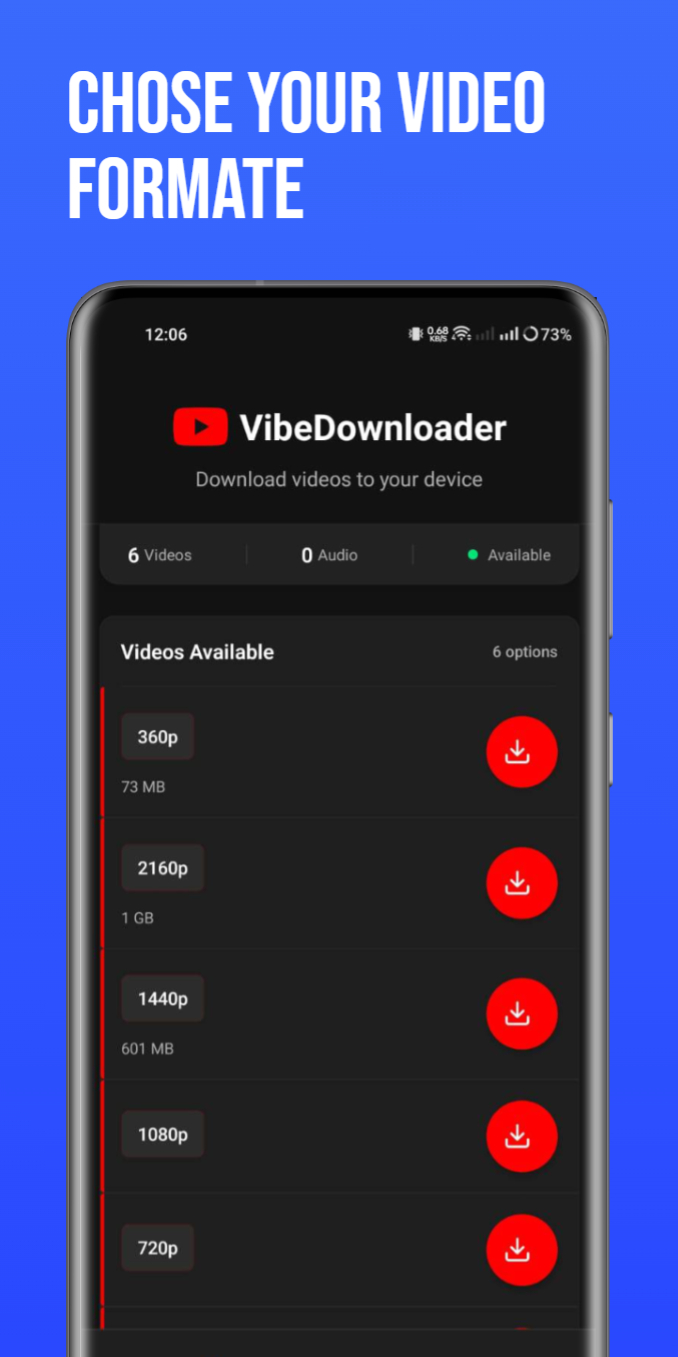 CHOSE YOUR VIDEO
FORMATE
12:06
0.68
KB/S
73%
VibeDownloader
Download videos to your device
6 Videos
0 Audio
Available
Videos Available
6 options
360p
73 MB
2160p
1 GB
1440p
601 MB
1080p
720p